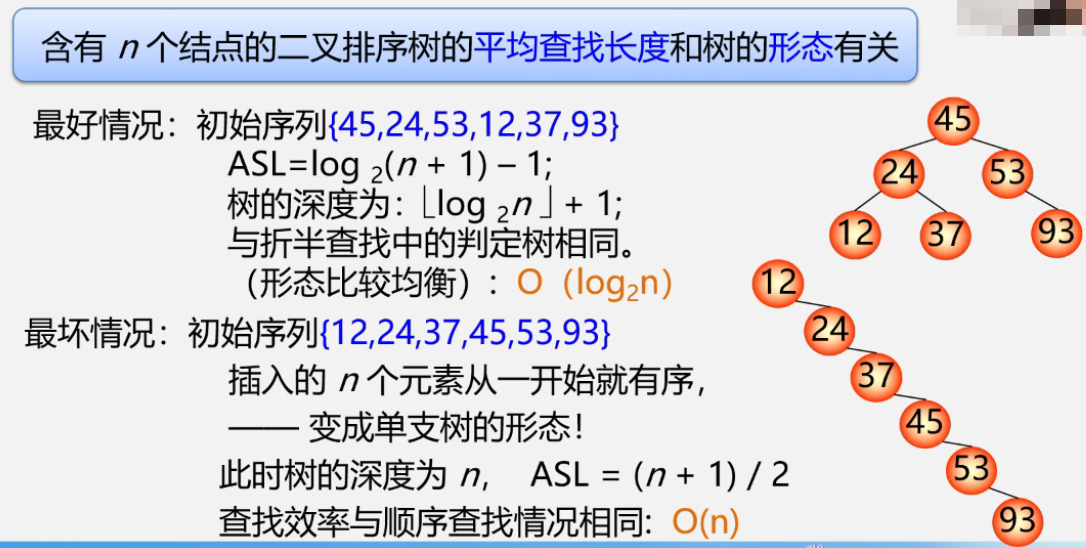 含有 n 个结点的二叉排序树的平均查找长度和树的形态有关
最好情况：初始序列{45,24,53,12,37,93}
ASL=log ₂(n + 1) – 1;
树的深度为：⌊log ₂n ⌋ + 1;
与折半查找中的判定树相同。
（形态比较均衡）：O（log₂n）
最坏情况：初始序列{12,24,37,45,53,93}
插入的 n 个元素从一开始就有序，
—— 变成单支树的形态！
此时树的深度为 n， ASL = (n + 1) / 2
查找效率与顺序查找情况相同: O(n)
45
24 53
12 37 93
12
24
37
45
53
93